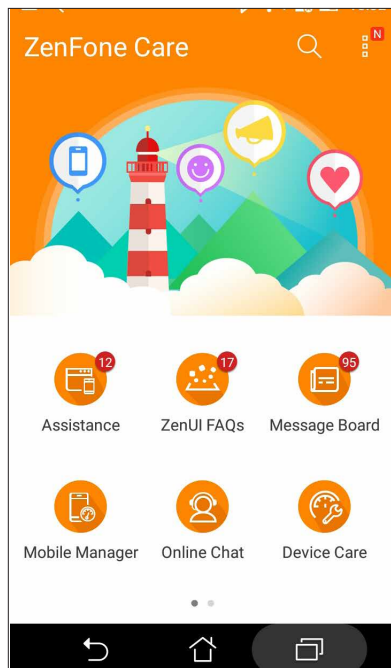 ZenFone Care
N
12
17
95
Assistance
ZenUI FAQs
Message Board
Mobile Manager
Online Chat
Device Care